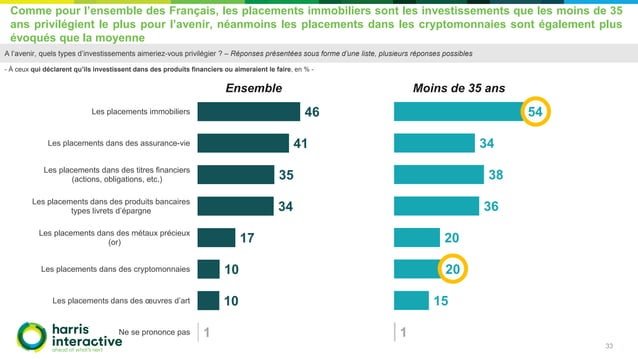 Comme pour l'ensemble des Français, les placements immobiliers sont les investissements que les moins de 35
ans privilégient le plus pour l'avenir, néanmoins les placements dans les cryptomonnaies sont également plus
évoqués que la moyenne
A l'avenir, quels types d'investissements aimeriez-vous privilégier ? – Réponses présentées sous forme d'une liste, plusieurs réponses possibles
- À ceux qui déclarent qu'ils investissent dans des produits financiers ou aimeraient le faire, en % -
Ensemble Moins de 35 ans
Les placements immobiliers 46 54
Les placements dans des assurance-vie 41 34
Les placements dans des titres financiers
(actions, obligations, etc.) 35 38
Les placements dans des produits bancaires
types livrets d'épargne 34 36
Les placements dans des métaux précieux
(or) 17 20
Les placements dans des cryptomonnaies 10 20
Les placements dans des œuvres d'art 10 15
Ne se prononce pas 1 1
harris
interactive
ahead of what's next
33